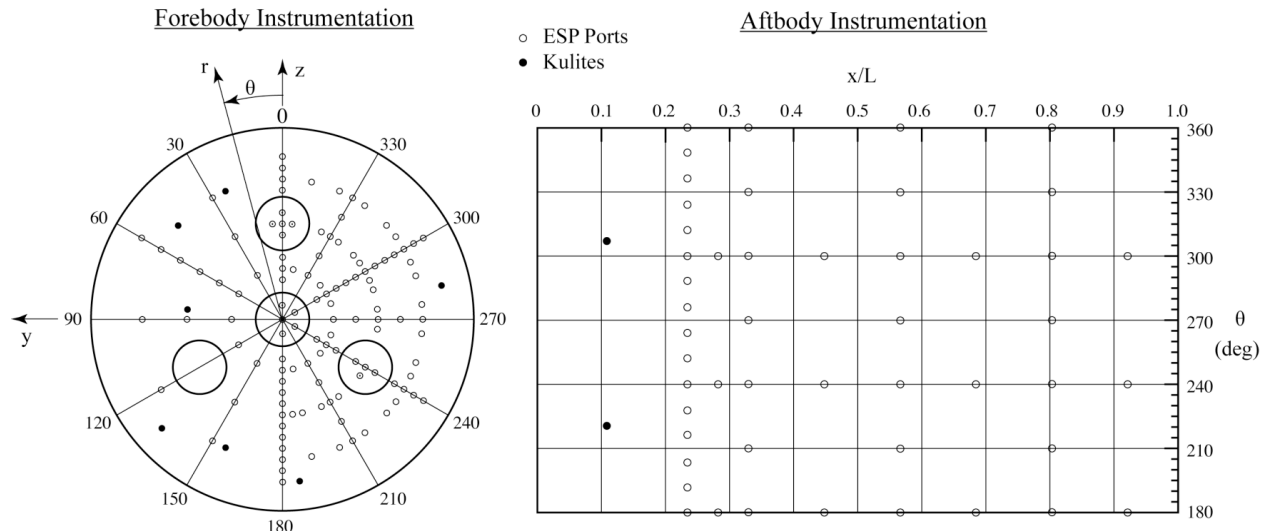 Forebody Instrumentation
Aftbody Instrumentation
ESP Ports
Kulites
r
θ
z
0
30
330
60
300
90
270
y
120
240
150
210
180
x/L
0 0.1 0.2 0.3 0.4 0.5 0.6 0.7 0.8 0.9 1.0
360
330
300
270
θ
(deg)
240
210
180